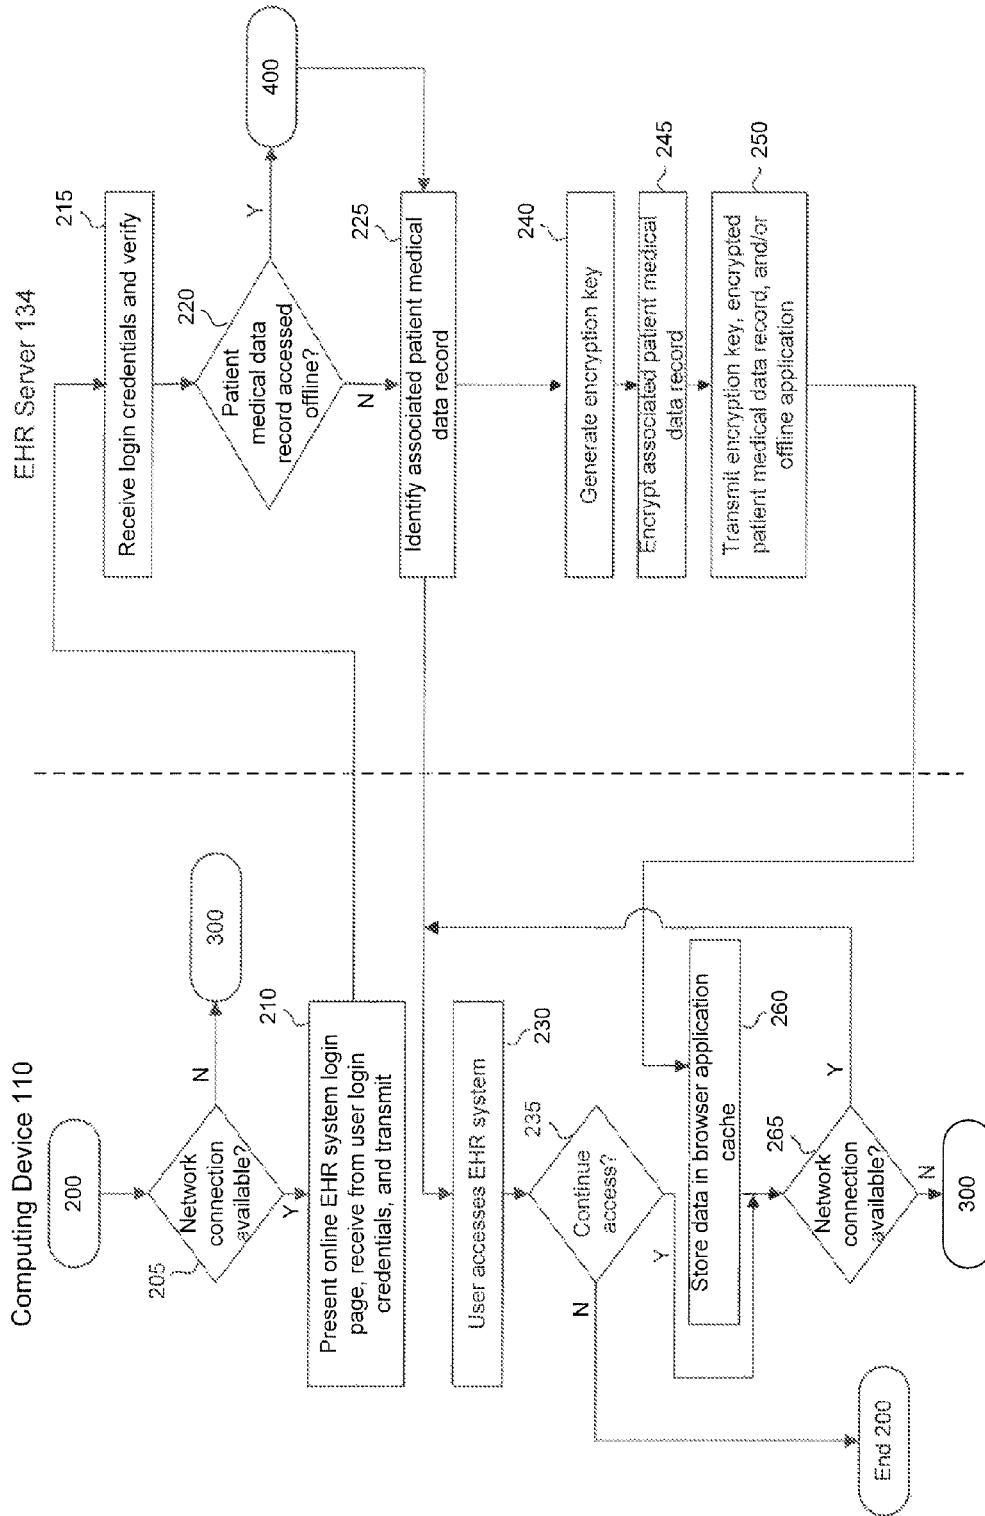 Computing Device 110
200
205
Network
connection
available?
N
300
Y
210
Present online EHR system login
page, receive from user login
credentials, and transmit
User accesses EHR system
230
235
Continue
access?
N
Y
End 200
Store data in browser application
cache
260
265
Network
connection
available?
Y
N
300
EHR Server 134
215
Receive login credentials and verify
220
Patient
medical data
record accessed
offline?
Y
400
N
225
Identify associated patient medical
data record
240
Generate encryption key
245
Encrypt associated patient medical
data record
250
Transmit encryption key, encrypted
patient medical data record, and/or
offline application